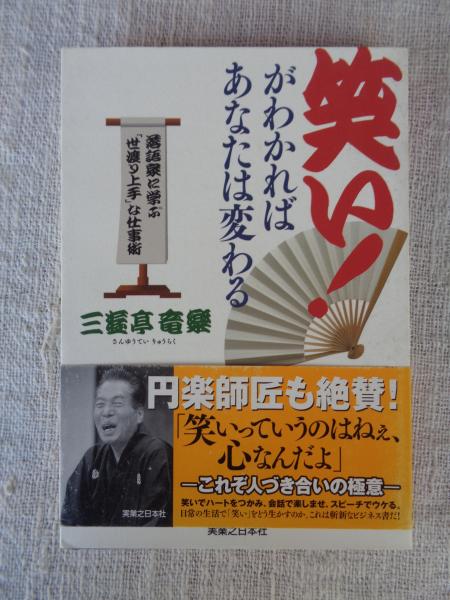 笑い!
がわかれば
あなたは変わる
落語家に学ぶ
「世渡り上手」な仕事術
三遊亭竜楽
さんゆうてい りゅうらく
円楽師匠も絶賛!
「笑いっていうのはねぇ、
心なんだよ」
―これぞ人づき合いの極意―
笑いでハートをつかみ、会話で楽しませ、スピーチでウケる。
日常の生活で「笑い」をどう生かすのか。これは斬新なビジネス書だ!
実業之日本社
実業之日本社